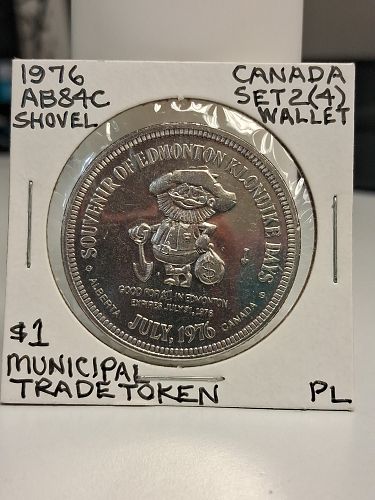 1976
AB84C
SHOVEL
CANADA
SET2(4)
WALLET
SOUVENIR OF EDMONTON KLONDIKE DAYS
$
GOOD FOR $1 IN EDMONTON
EXPIRES JULY 31, 1976
ALBERTA
JULY, 1976
CANADA
$1
MUNICIPAL
TRADE TOKEN
PL